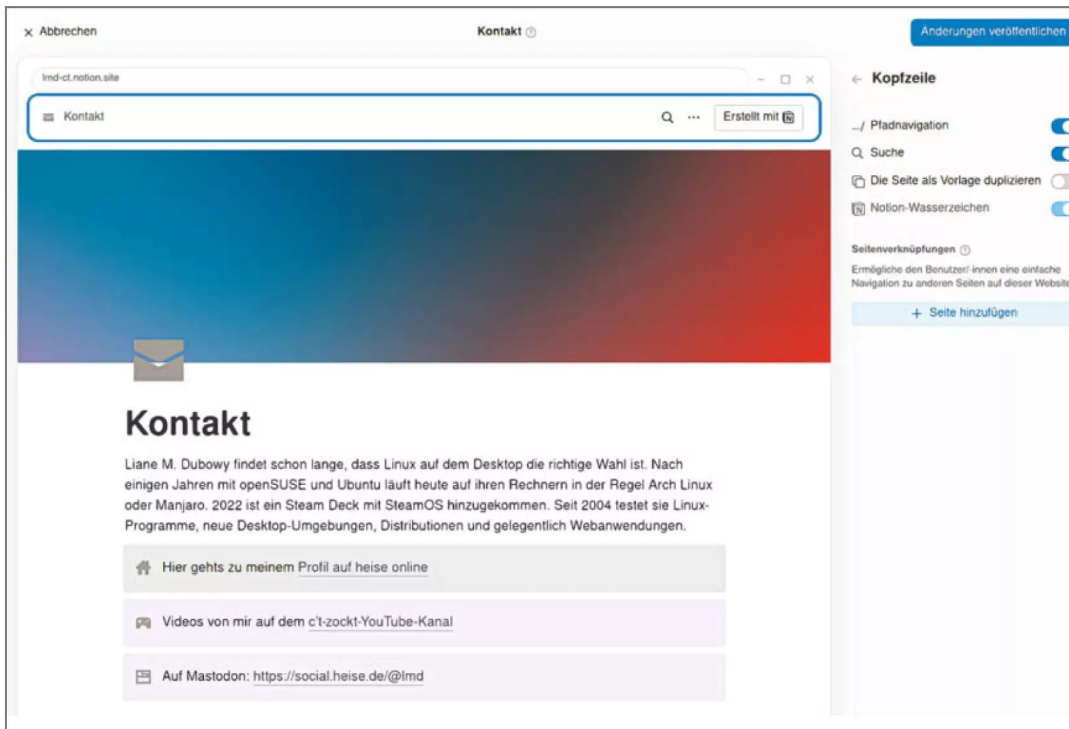 × Abbrechen
Kontakt
Änderungen veröffentlichen
lmd-ct.notion.site
Kontakt
Erstellt mit
← Kopfzeile
Pfadnavigation
Suche
Die Seite als Vorlage duplizieren
Notion-Wasserzeichen
Seitenverknüpfungen
Ermögliche den Benutzer/-innen eine einfache
Navigation zu anderen Seiten auf dieser Website
+ Seite hinzufügen
Kontakt
Liane M. Dubowy findet schon lange, dass Linux auf dem Desktop die richtige Wahl ist. Nach
einigen Jahren mit openSUSE und Ubuntu läuft heute auf ihren Rechnern in der Regel Arch Linux
oder Manjaro. 2022 ist ein Steam Deck mit SteamOS hinzugekommen. Seit 2004 testet sie Linux-
Programme, neue Desktop-Umgebungen, Distributionen und gelegentlich Webanwendungen.
Hier gehts zu meinem Profil auf heise online
Videos von mir auf dem c't-zockt-YouTube-Kanal
Auf Mastodon: https://social.heise.de/@lmd